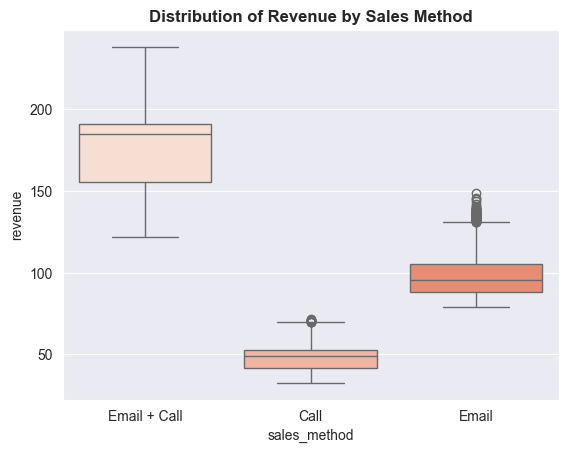 Distribution of Revenue by Sales Method
revenue
200
150
100
50
Email + Call
Call
Email
sales_method